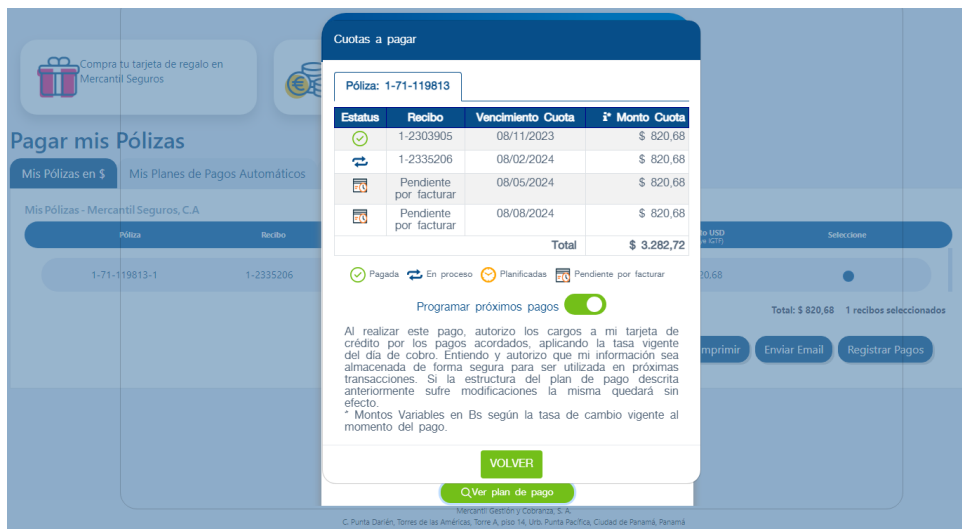 Cuotas a pagar
Compra tu tarjeta de regalo en
Mercantil Seguros
Póliza: 1-71-119813
Estatus Recibo Vencimiento Cuota i* Monto Cuota
1-2303905 08/11/2023 $ 820,68
1-2335206 08/02/2024 $ 820,68
Pendiente
por facturar 08/05/2024 $ 820,68
Pendiente
por facturar 08/08/2024 $ 820,68
Total $ 3.282,72
Pagada En proceso Planificadas Pendiente por facturar
Programar próximos pagos
Al realizar este pago, autorizo los cargos a mi tarjeta de
crédito por los pagos acordados, aplicando la tasa vigente
del día de cobro. Entiendo y autorizo que mi información sea
almacenada de forma segura para ser utilizada en próximas
transacciones. Si la estructura del plan de pago descrita
anteriormente sufre modificaciones la misma quedará sin
efecto.
* Montos Variables en Bs según la tasa de cambio vigente al
momento del pago.
VOLVER
Ver plan de pago
Pagar mis Pólizas
Mis Pólizas en $ Mis Planes de Pagos Automáticos
Mis Pólizas - Mercantil Seguros, C.A
Póliza Recibo USD Seleccione
IGTF)
1-71-119813-1 1-2335206 20,68
Total: $ 820,68 1 recibos seleccionados
mprimir Enviar Email Registrar Pagos
Mercantil Gestión y Cobranza, S. A.
C. Punta Darién, Torres de las Américas, Torre A, piso 14, Urb. Punta Pacífica, Ciudad de Panamá, Panamá